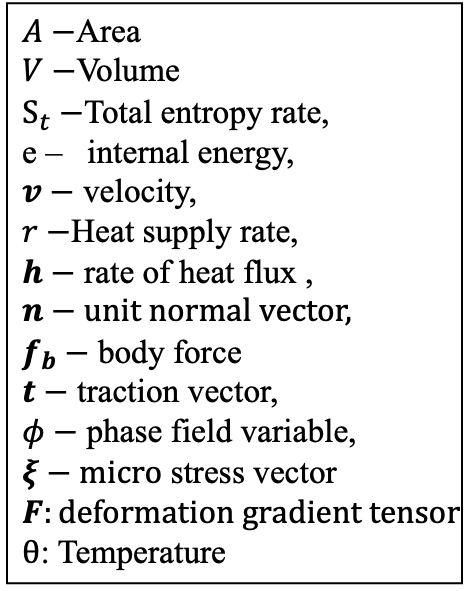 A −Area
V −Volume
Sₜ −Total entropy rate,
e – internal energy,
v − velocity,
r −Heat supply rate,
h − rate of heat flux ,
n − unit normal vector,
f_b − body force
t − traction vector,
ϕ − phase field variable,
ξ − micro stress vector
F: deformation gradient tensor
θ: Temperature